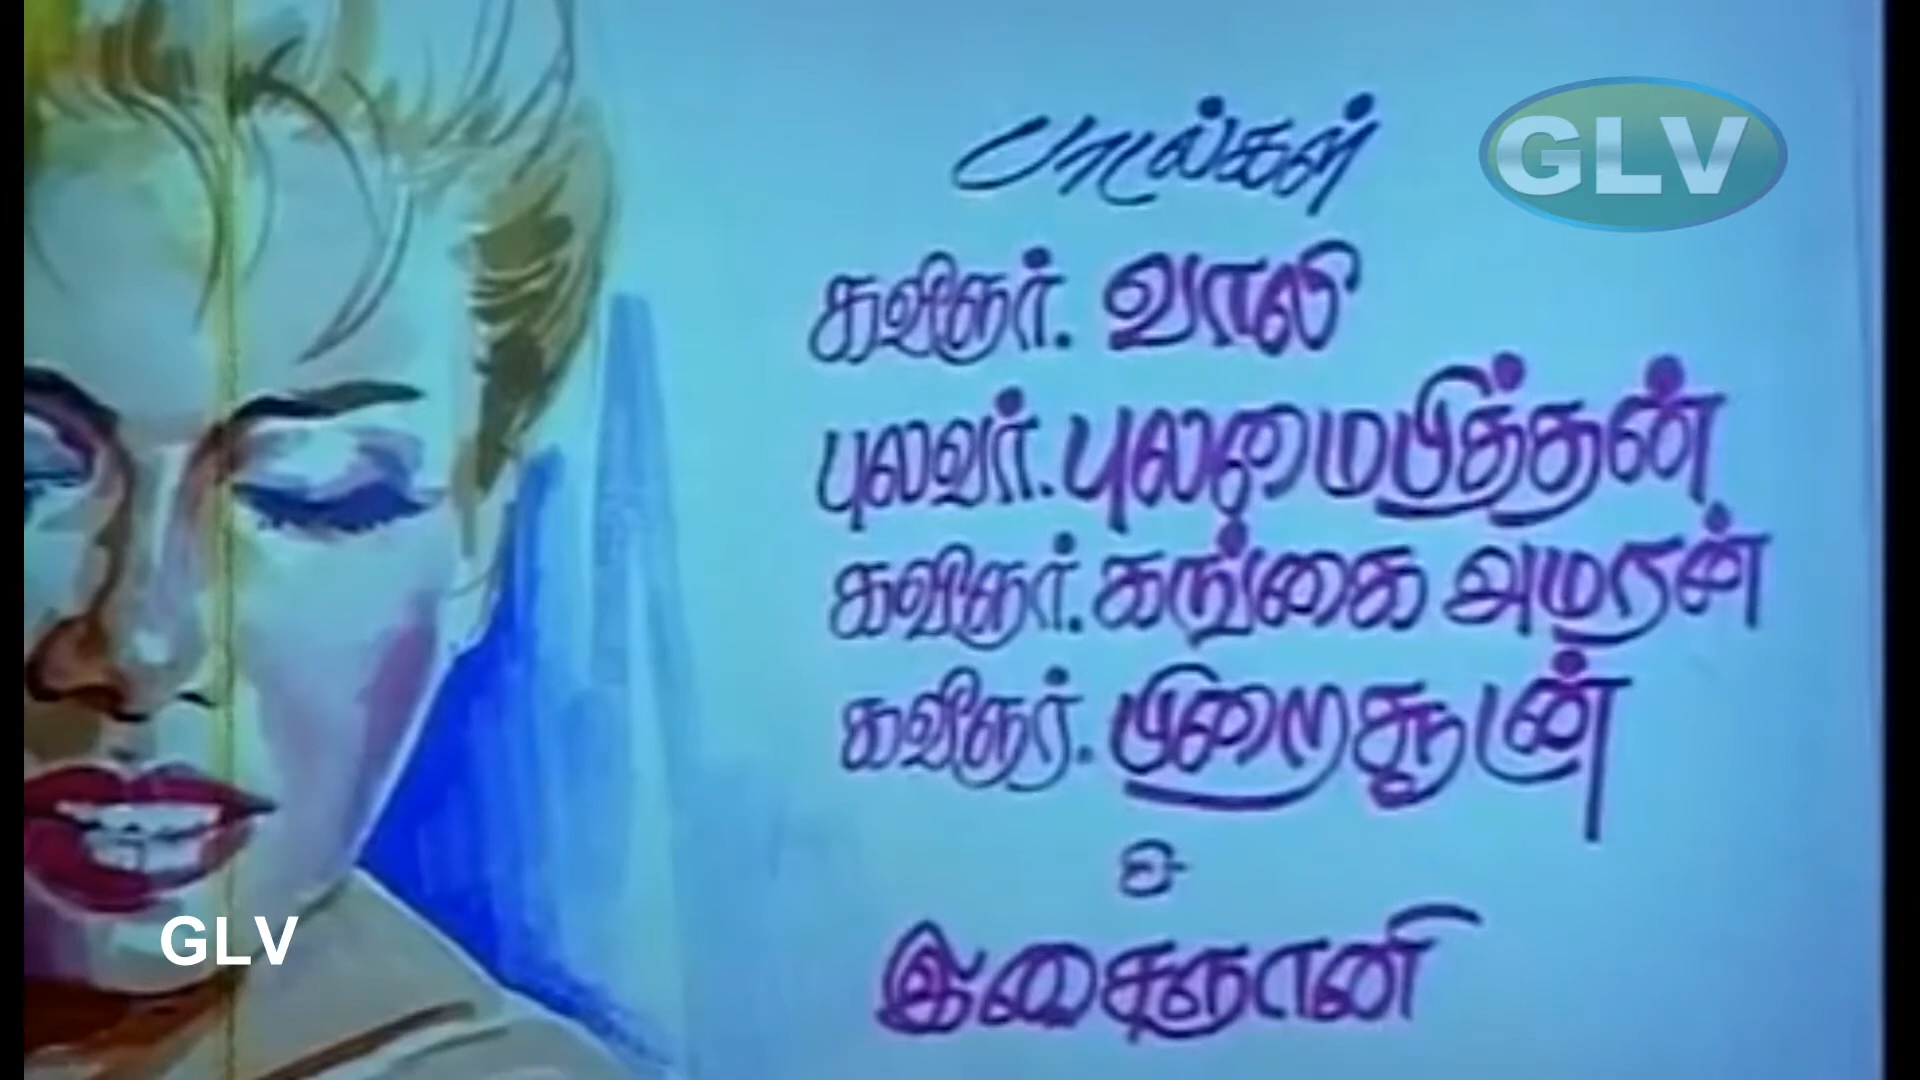 பாடல்கள்
GLV
கவிஞர். வாலி
புலவர். புலமைபித்தன்
கவிஞர். கங்கை அமரன்
கவிஞர். பிறைசூடன்
&
இசைஞானி
GLV